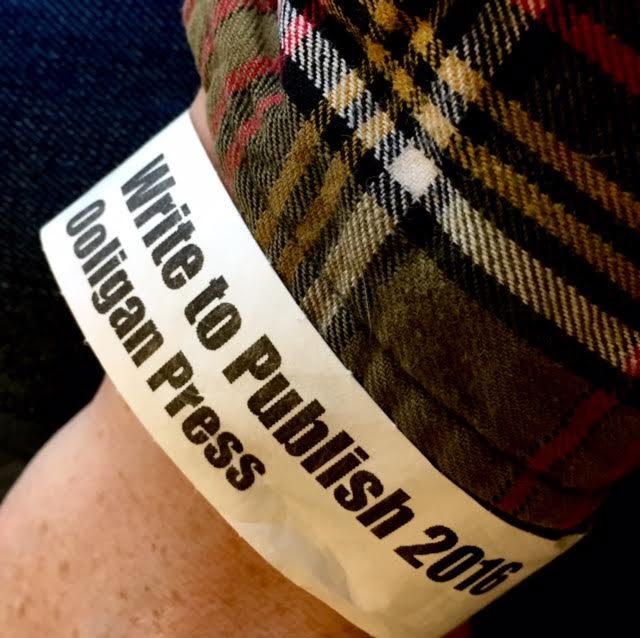 Write to Publish 2016
Ooligan Press